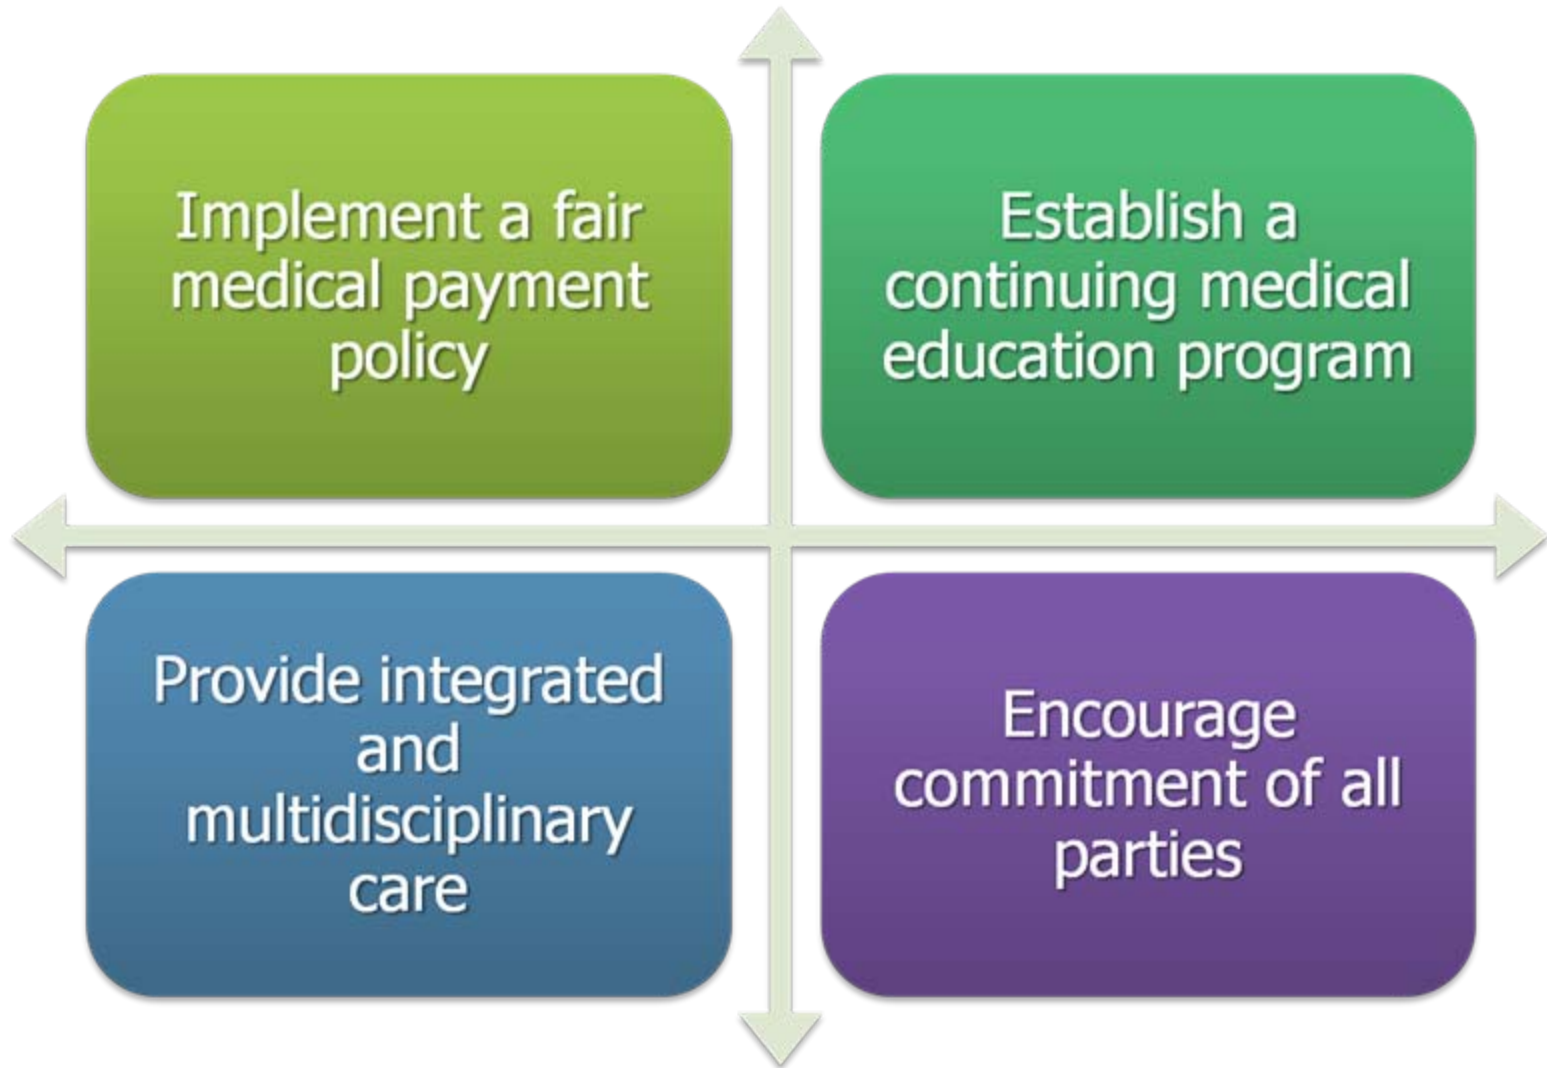 Implement a fair
medical payment
policy
Establish a
continuing medical
education program
Provide integrated
and
multidisciplinary
care
Encourage
commitment of all
parties